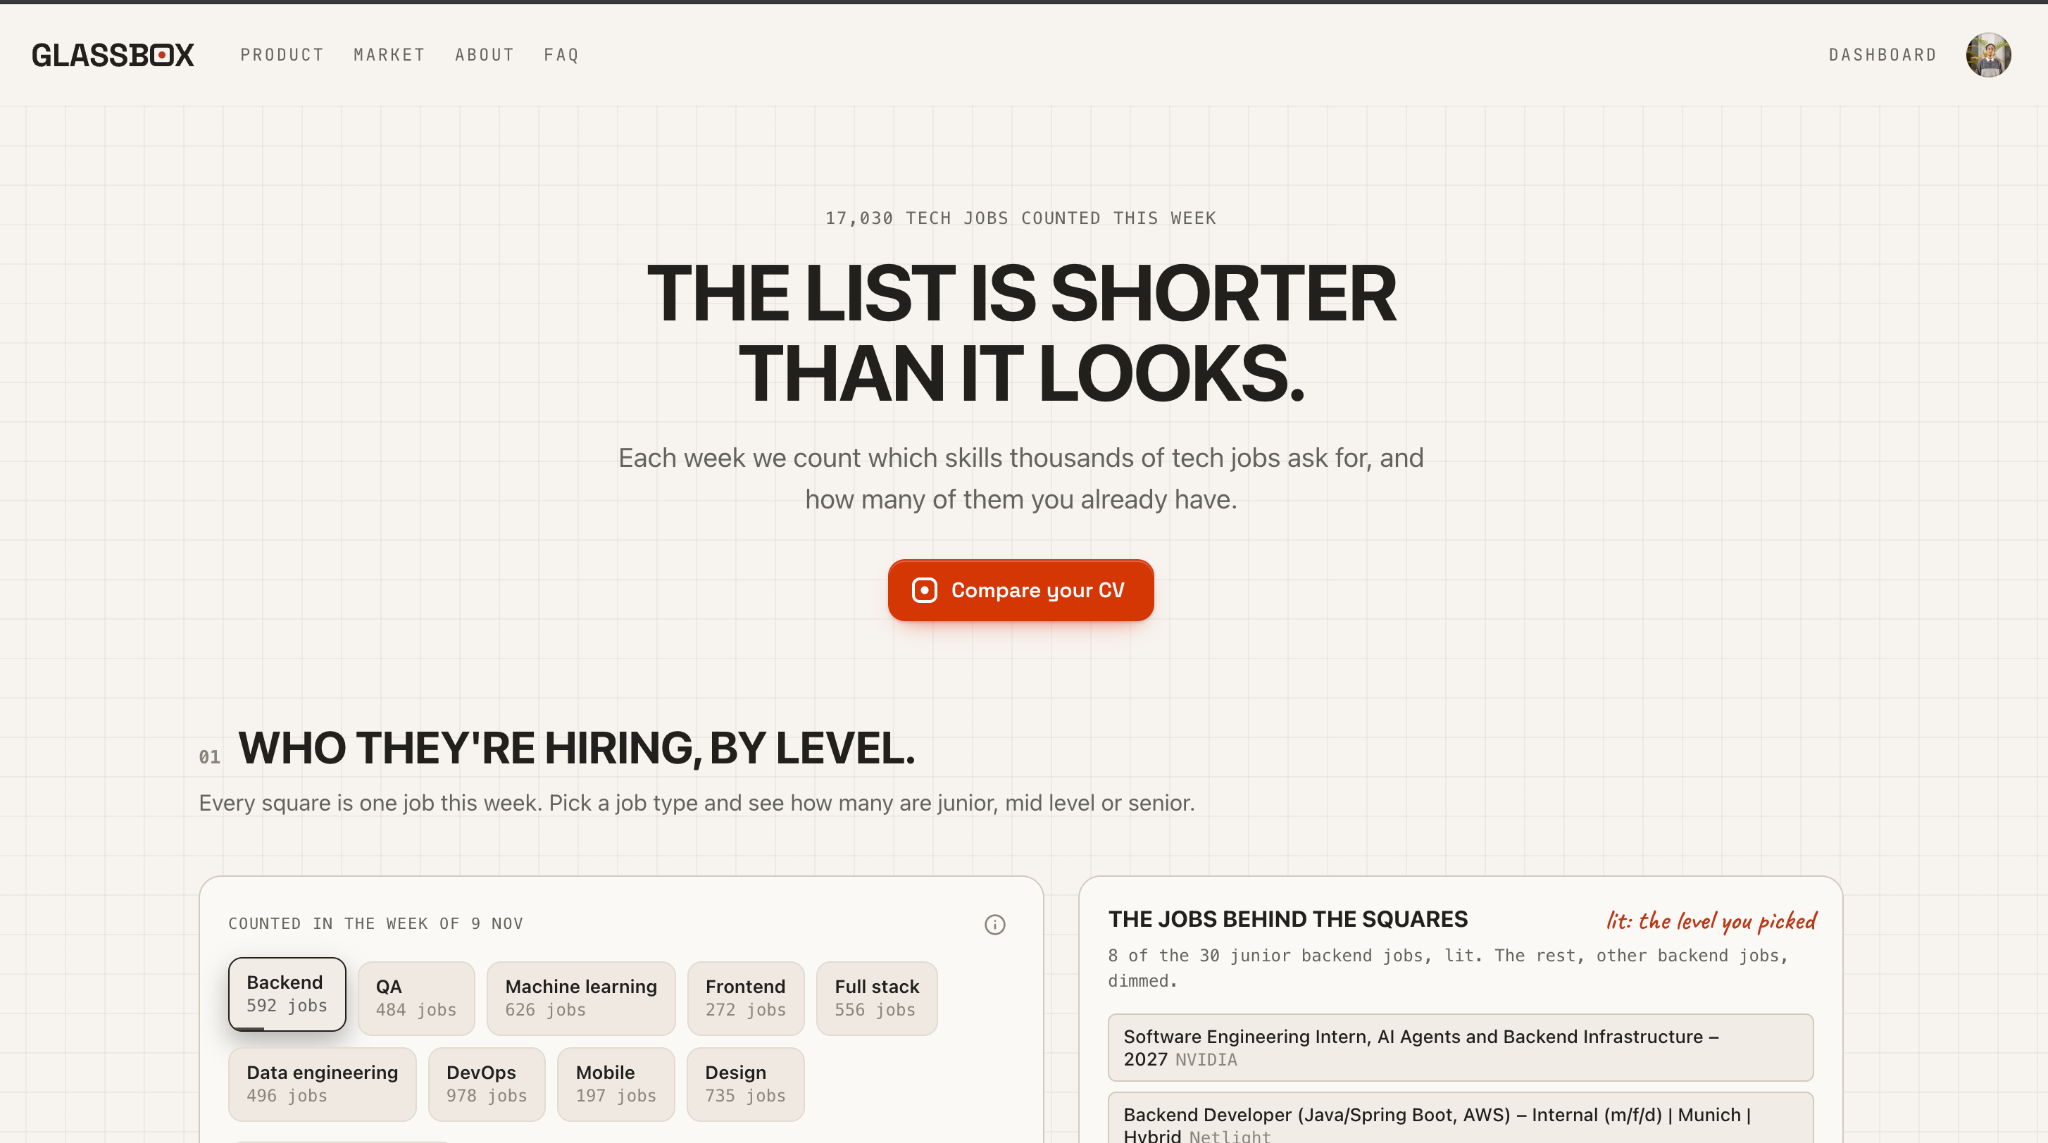 GLASSBOX
PRODUCT
MARKET
ABOUT
FAQ
DASHBOARD
17,030 TECH JOBS COUNTED THIS WEEK
THE LIST IS SHORTER
THAN IT LOOKS.
Each week we count which skills thousands of tech jobs ask for, and
how many of them you already have.
Compare your CV
01 WHO THEY'RE HIRING, BY LEVEL.
Every square is one job this week. Pick a job type and see how many are junior, mid level or senior.
COUNTED IN THE WEEK OF 9 NOV
Backend
592 jobs
QA
484 jobs
Machine learning
626 jobs
Frontend
272 jobs
Full stack
556 jobs
Data engineering
496 jobs
DevOps
978 jobs
Mobile
197 jobs
Design
735 jobs
THE JOBS BEHIND THE SQUARES
lit: the level you picked
8 of the 30 junior backend jobs, lit. The rest, other backend jobs,
dimmed.
Software Engineering Intern, AI Agents and Backend Infrastructure –
2027 NVIDIA
Backend Developer (Java/Spring Boot, AWS) – Internal (m/f/d) | Munich |
Hybrid Netlight